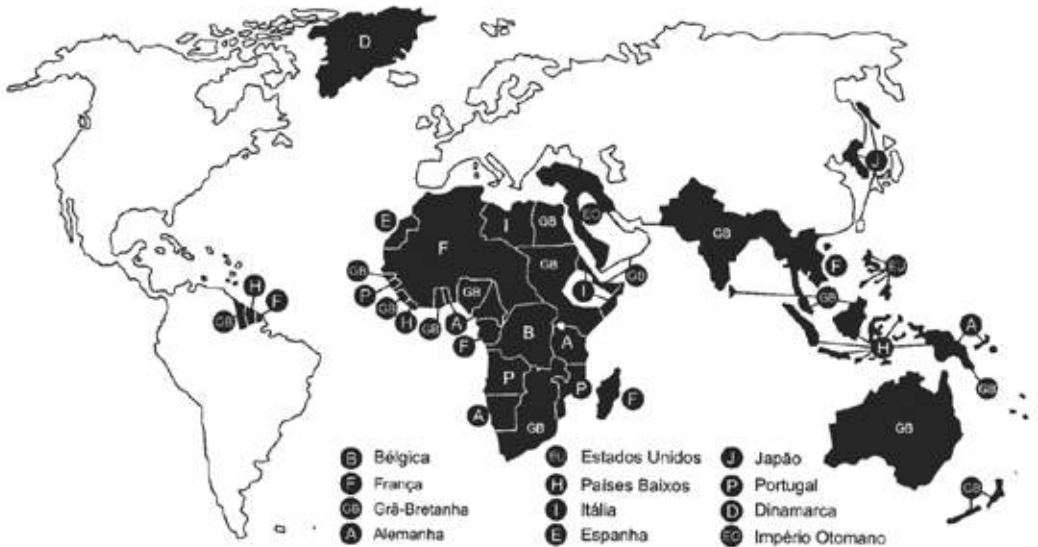 D
J
E
I
GB
EO
GB
F
GB
GB
F
EU
GB
P
GB
GB
I
GB
H
F
GB
GB
H
GB
A
F
B
A
H
A
GB
P
P
F
A
GB
GB
GB
B Bélgica
F França
GB Grã-Bretanha
A Alemanha
EU Estados Unidos
H Países Baixos
I Itália
E Espanha
J Japão
P Portugal
D Dinamarca
EO Império Otomano